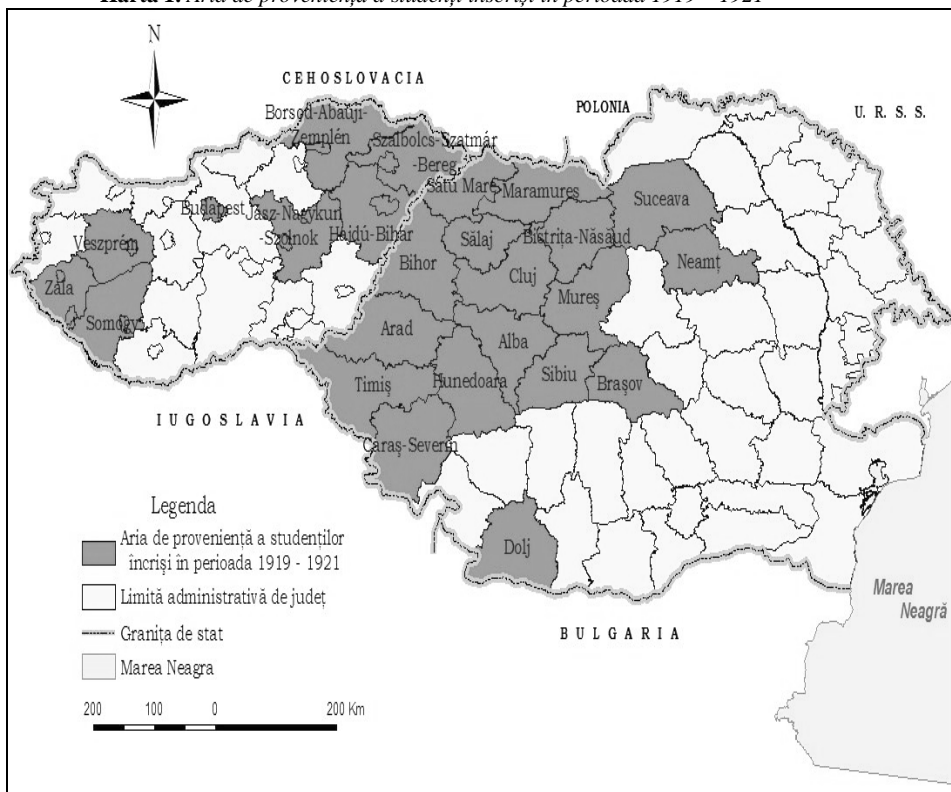 Harta 1. Aria de proveniență a studenți înscriși în perioada 1919 – 1921
N
CEHOSLOVACIA
POLONIA
U. R. S. S.
Borsod-Abaúji-
Zemplén
Szalbolcs-Szatmár
-Bereg
Satu Mare
Maramureș
Suceava
Budapest
Jász-Nagykun
-Szolnok
Hajdú-Bihar
Sălaj
Bistrița-Năsăud
Neamț
Veszprém
Bihor
Cluj
Mureș
Zala
Somogy
Arad
Alba
Timiș
Hunedoara
Sibiu
Brașov
IUGOSLAVIA
Caraș-Severin
Dolj
Legenda
Aria de proveniență a studenților
încriși în perioada 1919 - 1921
Limită administrativă de județ
Granița de stat
Marea Neagra
200 100 0 200 Km
BULGARIA
Marea
Neagră